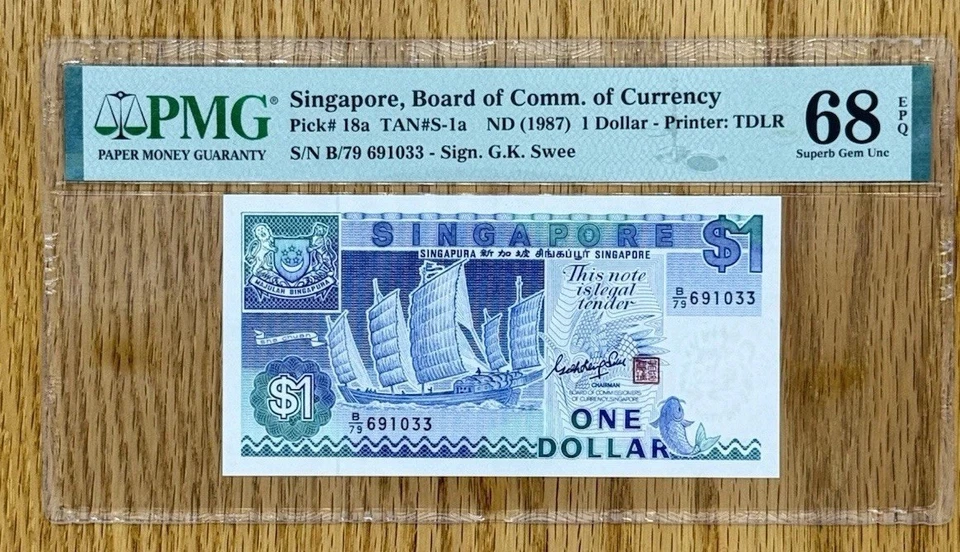 PMG®
PAPER MONEY GUARANTY
Singapore, Board of Comm. of Currency
Pick# 18a TAN#S-1a ND (1987) 1 Dollar - Printer: TDLR
S/N B/79 691033 - Sign. G.K. Swee
68 EPQ
Superb Gem Unc
SINGAPORE
$1
SINGAPURA 新加坡 சிங்கப்பூர் SINGAPORE
MAJULAH SINGAPURA
This note
is legal
tender
B/79 691033
$1
B/79 691033
CHAIRMAN
BOARD OF COMMISSIONERS
OF CURRENCY, SINGAPORE
ONE
DOLLAR